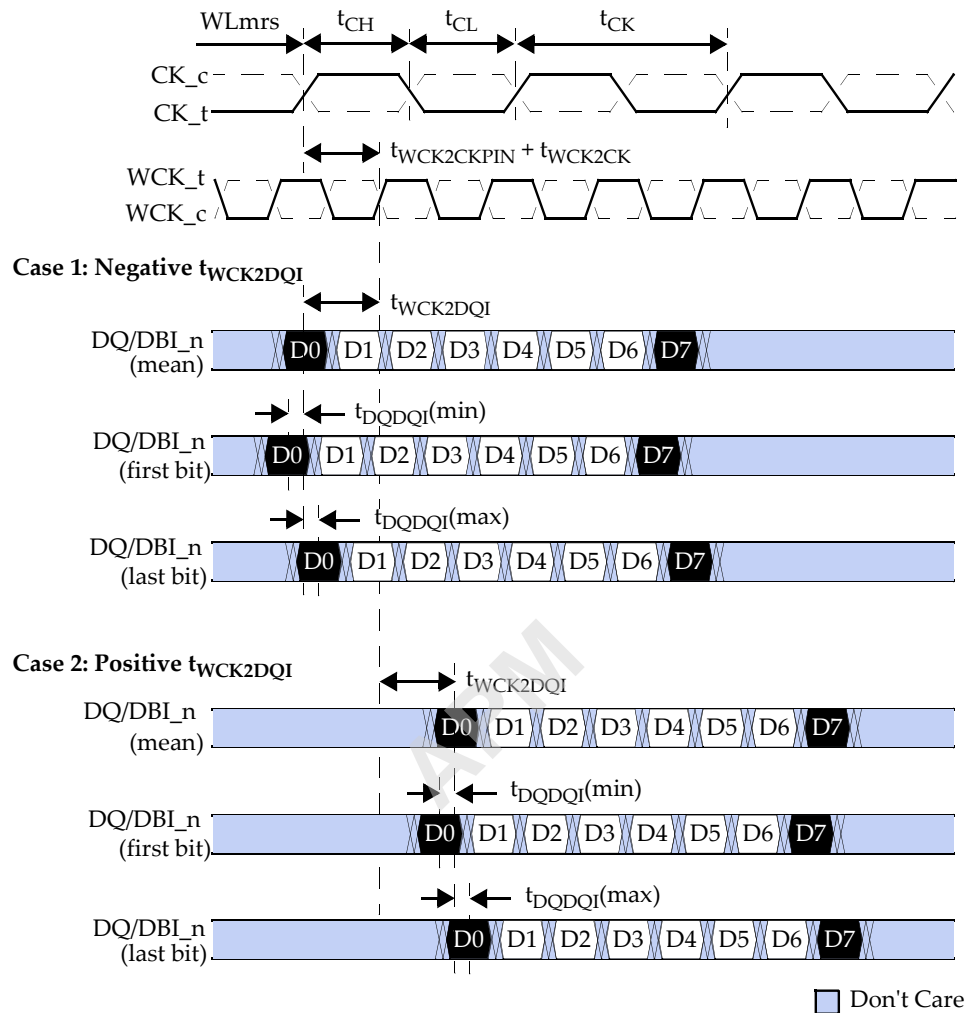 WLmrs tCH tCL tCK
CK_c
CK_t
tWCK2CKPIN + tWCK2CK
WCK_t
WCK_c
Case 1: Negative tWCK2DQI
tWCK2DQI
DQ/DBI_n D0 D1 D2 D3 D4 D5 D6 D7
(mean)
tDQDQI(min)
DQ/DBI_n D0 D1 D2 D3 D4 D5 D6 D7
(first bit)
tDQDQI(max)
DQ/DBI_n D0 D1 D2 D3 D4 D5 D6 D7
(last bit)
Case 2: Positive tWCK2DQI
tWCK2DQI
DQ/DBI_n D0 D1 D2 D3 D4 D5 D6 D7
(mean)
APM
tDQDQI(min)
DQ/DBI_n D0 D1 D2 D3 D4 D5 D6 D7
(first bit)
tDQDQI(max)
DQ/DBI_n D0 D1 D2 D3 D4 D5 D6 D7
(last bit)
Don't Care